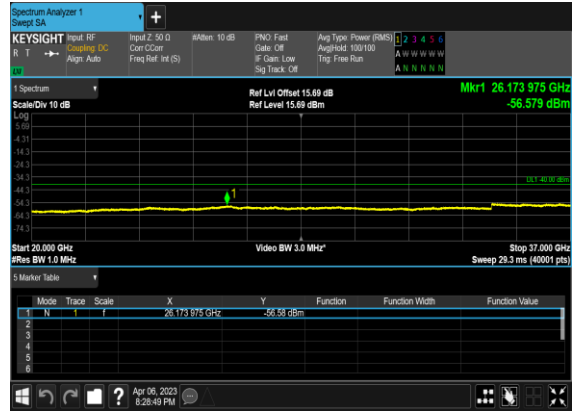 Spectrum Analyzer 1
Swept SA
+
KEYSIGHT Input: RF Input Z: 50 Ω #Atten: 10 dB PNO: Fast Avg Type: Power (RMS) 1 2 3 4 5 6
R T Coupling: DC Corr CCorr Gate: Off Avg|Hold: 100/100 A W W W W W
Align: Auto Freq Ref: Int (S) IF Gain: Low Trig: Free Run
Sig Track: Off A N N N N N
1 Spectrum Ref Lvl Offset 15.69 dB Mkr1 26.173 975 GHz
Scale/Div 10 dB Ref Level 15.69 dBm -56.579 dBm
Log
5.69
-4.31
-14.3
-24.3
-34.3
DL1 -40.00 dBm
-44.3
1
-54.3
-64.3
-74.3
Start 20.000 GHz Video BW 3.0 MHz* Stop 37.000 GHz
#Res BW 1.0 MHz Sweep 29.3 ms (40001 pts)
5 Marker Table
Mode Trace Scale X Y Function Function Width Function Value
1 N 1 f 26.173 975 GHz -56.58 dBm
2
3
4
5
6
? Apr 06, 2023
8:28:49 PM